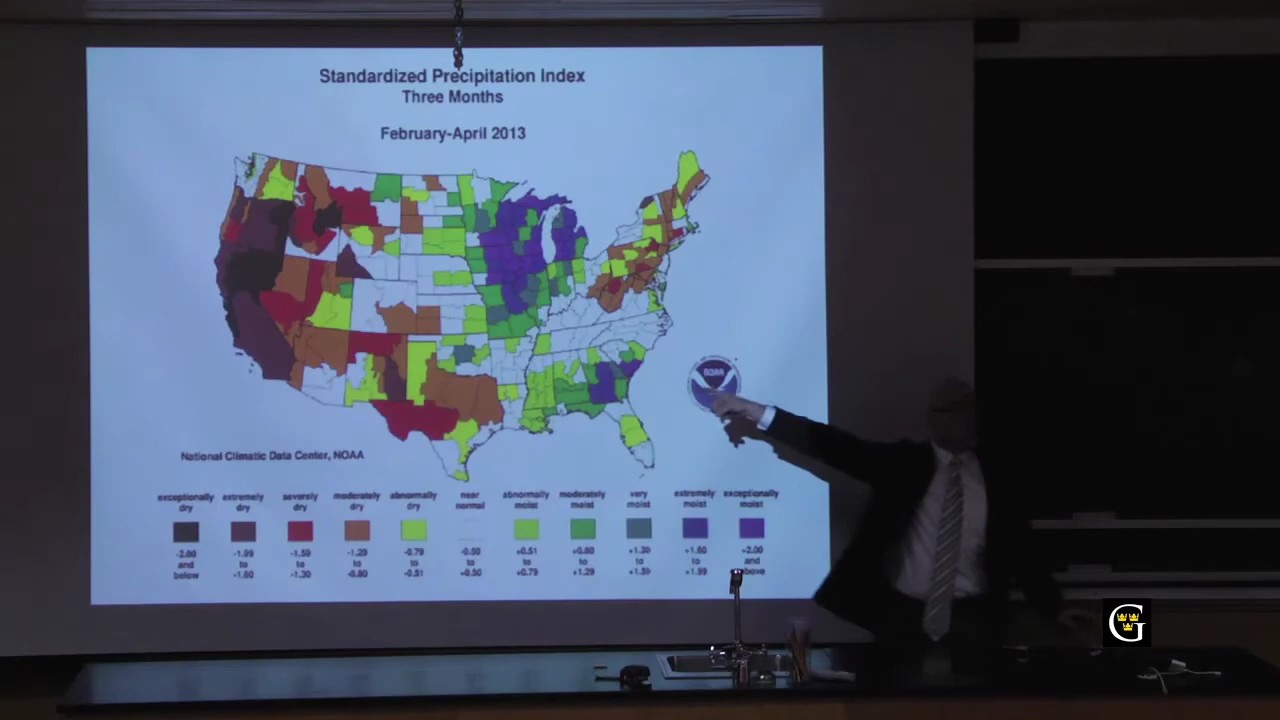 Standardized Precipitation Index
Three Months
February-April 2013
NOAA
National Climatic Data Center, NOAA
exceptionally dry
extremely dry
severely dry
moderately dry
abnormally dry
near normal
abnormally moist
moderately moist
very moist
extremely moist
exceptionally moist
-2.00 and below
-1.99 to -1.60
-1.59 to -1.30
-1.29 to -0.80
-0.79 to -0.51
-0.50 to +0.50
+0.51 to +0.79
+0.80 to +1.29
+1.30 to +1.59
+1.60 to +1.99
+2.00 and above
G